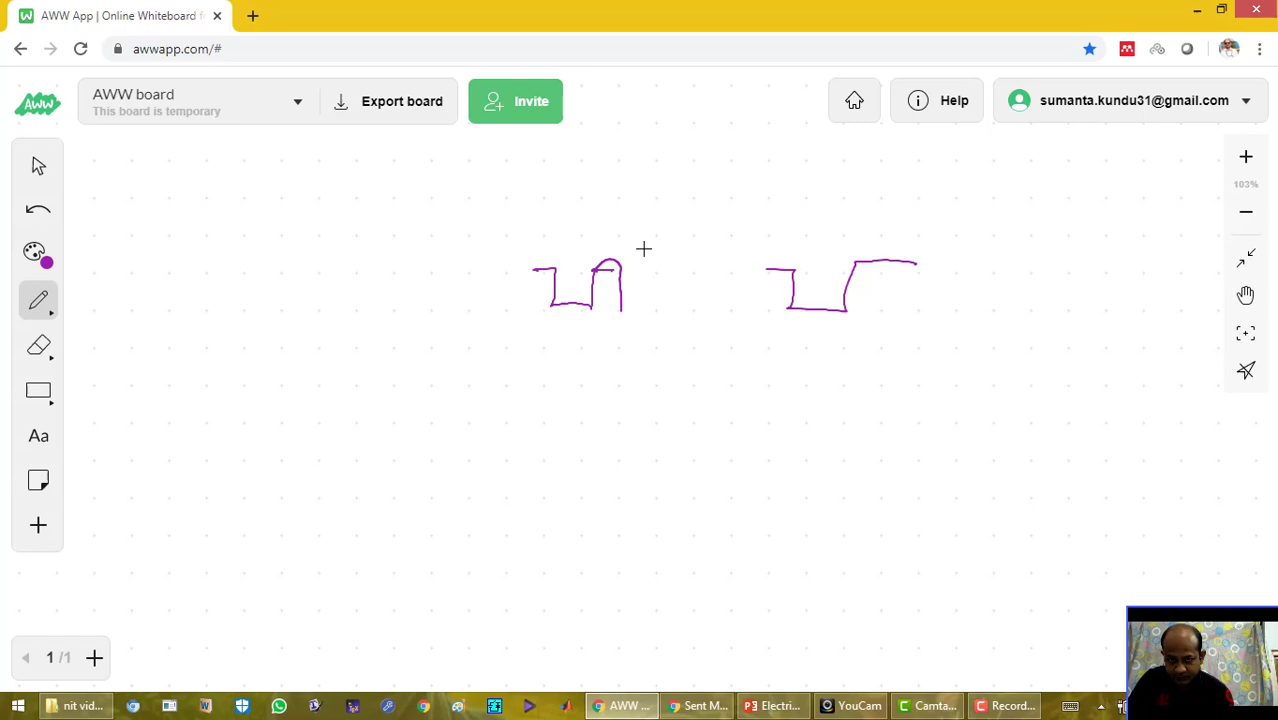 AWW App | Online Whiteboard f
awwapp.com/#
AWW
AWW board
This board is temporary
Export board
Invite
Help
sumanta.kundu31@gmail.com
103%
Aa
1 /1
nit vid...
AWW ...
Sent M...
Electri...
YouCam
Camta...
Record...